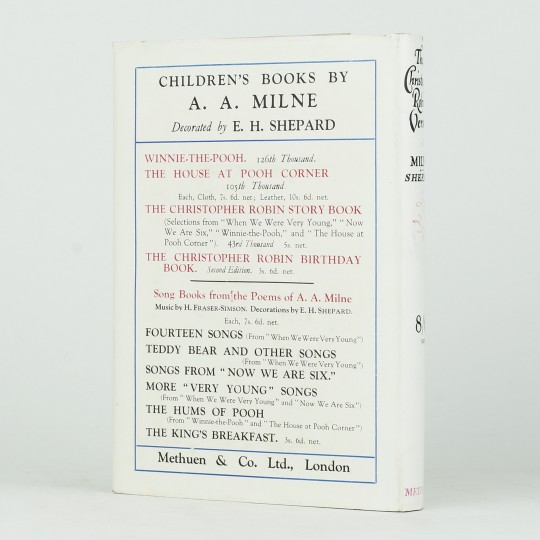 CHILDREN'S BOOKS BY
A. A. MILNE
Decorated by E. H. SHEPARD
WINNIE-THE-POOH. 126th Thousand.
THE HOUSE AT POOH CORNER
105th Thousand
Each, Cloth, 7s. 6d. net.; Leather, 10s. 6d. net.
THE CHRISTOPHER ROBIN STORY BOOK
(Selections from "When We Were Very Young," "Now
We Are Six," "Winnie-the-Pooh," and "The House at
Pooh Corner"). 43rd Thousand 5s. net.
THE CHRISTOPHER ROBIN BIRTHDAY
BOOK. Second Edition. 3s. 6d. net.
Song Books from the Poems of A. A. Milne
Music by H. FRASER-SIMSON. Decorations by E. H. SHEPARD.
Each, 7s. 6d. net.
FOURTEEN SONGS (From "When We Were Very Young")
TEDDY BEAR AND OTHER SONGS
(From "When We Were Very Young")
SONGS FROM "NOW WE ARE SIX."
MORE "VERY YOUNG" SONGS
(From "When We Were Very Young" and "Now We Are Six")
THE HUMS OF POOH
(From "Winnie-the-Pooh" and "The House at Pooh Corner")
THE KING'S BREAKFAST. 3s. 6d. net.
Methuen & Co. Ltd., London